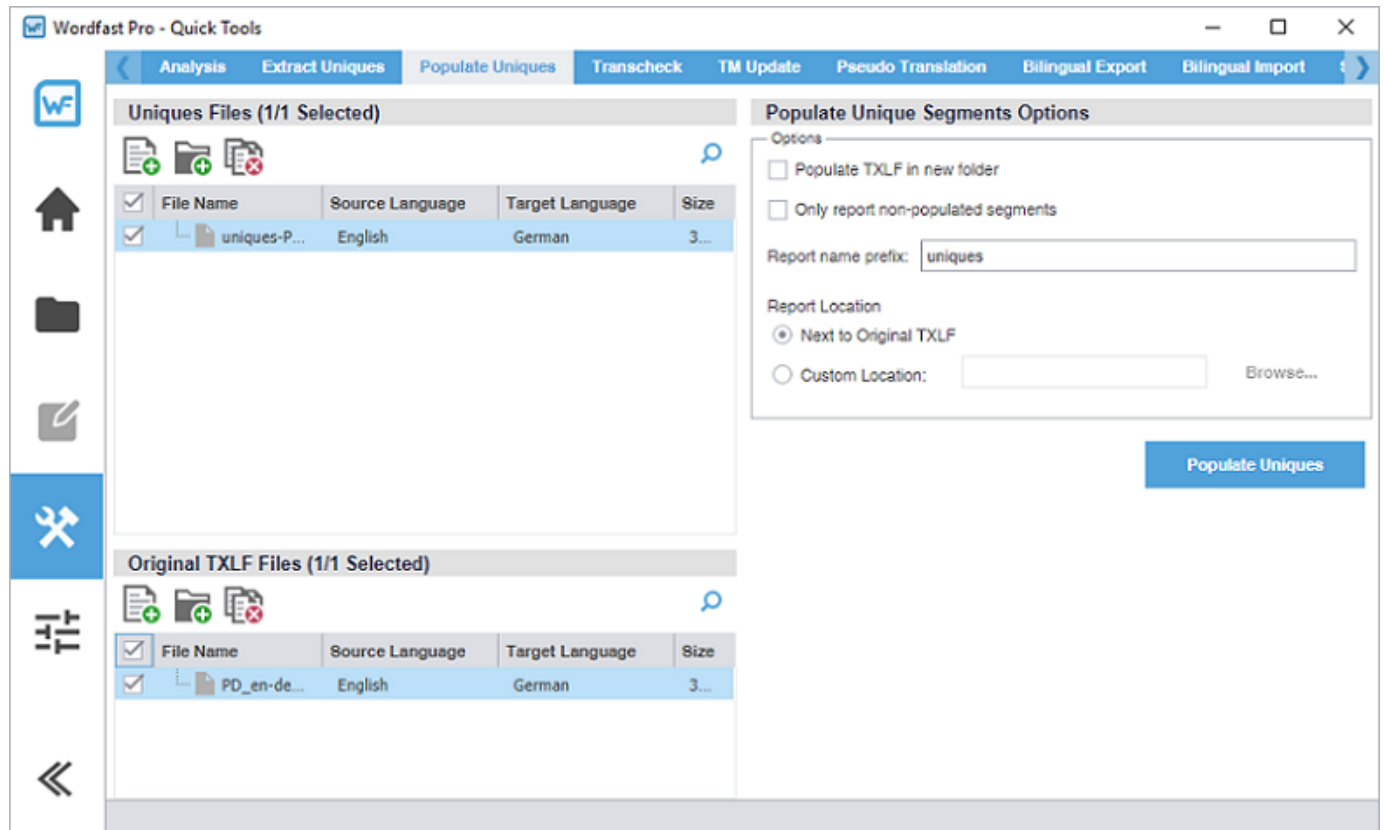 Wordfast Pro - Quick Tools
WF
Analysis Extract Uniques Populate Uniques Transcheck TM Update Pseudo Translation Bilingual Export Bilingual Import
Uniques Files (1/1 Selected)
File Name Source Language Target Language Size
uniques-P... English German 3...
Original TXLF Files (1/1 Selected)
File Name Source Language Target Language Size
PD_en-de... English German 3...
Populate Unique Segments Options
Options
Populate TXLF in new folder
Only report non-populated segments
Report name prefix: uniques
Report Location
Next to Original TXLF
Custom Location: Browse...
Populate Uniques